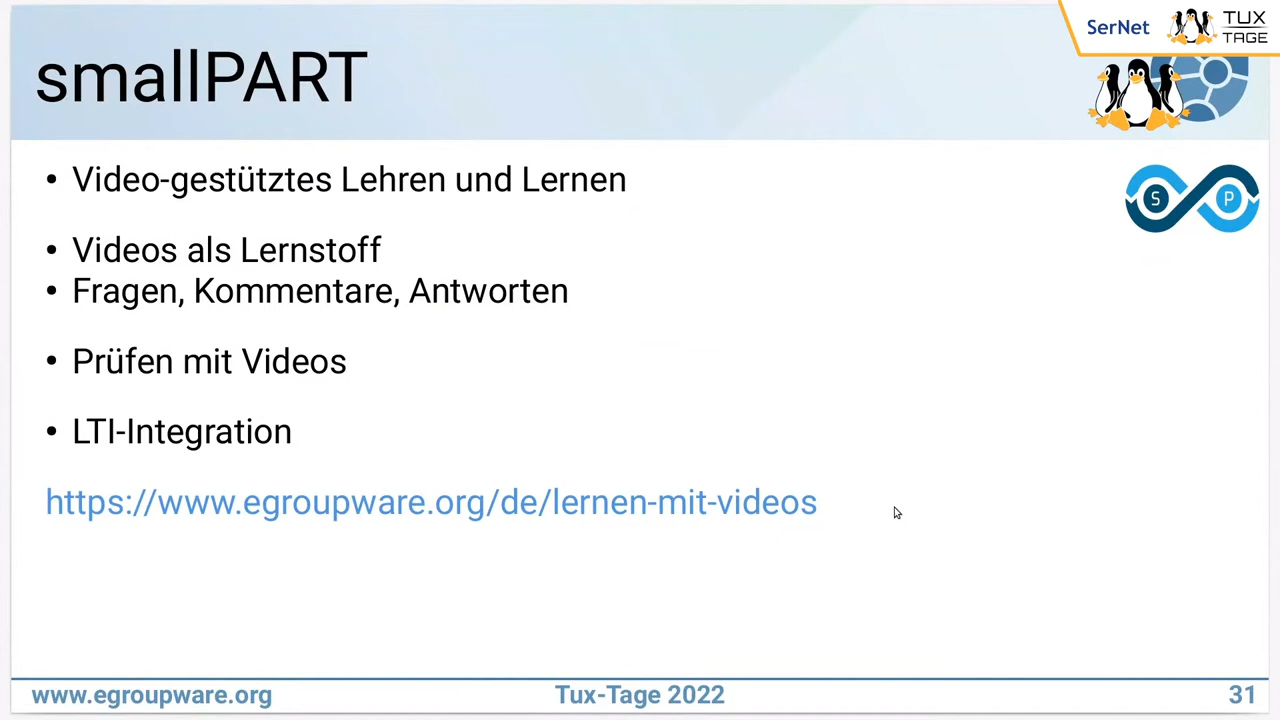 SerNet
TUX
TAGE
smallPART
• Video-gestütztes Lehren und Lernen
S P
• Videos als Lernstoff
• Fragen, Kommentare, Antworten
• Prüfen mit Videos
• LTI-Integration
https://www.egroupware.org/de/lernen-mit-videos
www.egroupware.org Tux-Tage 2022 31